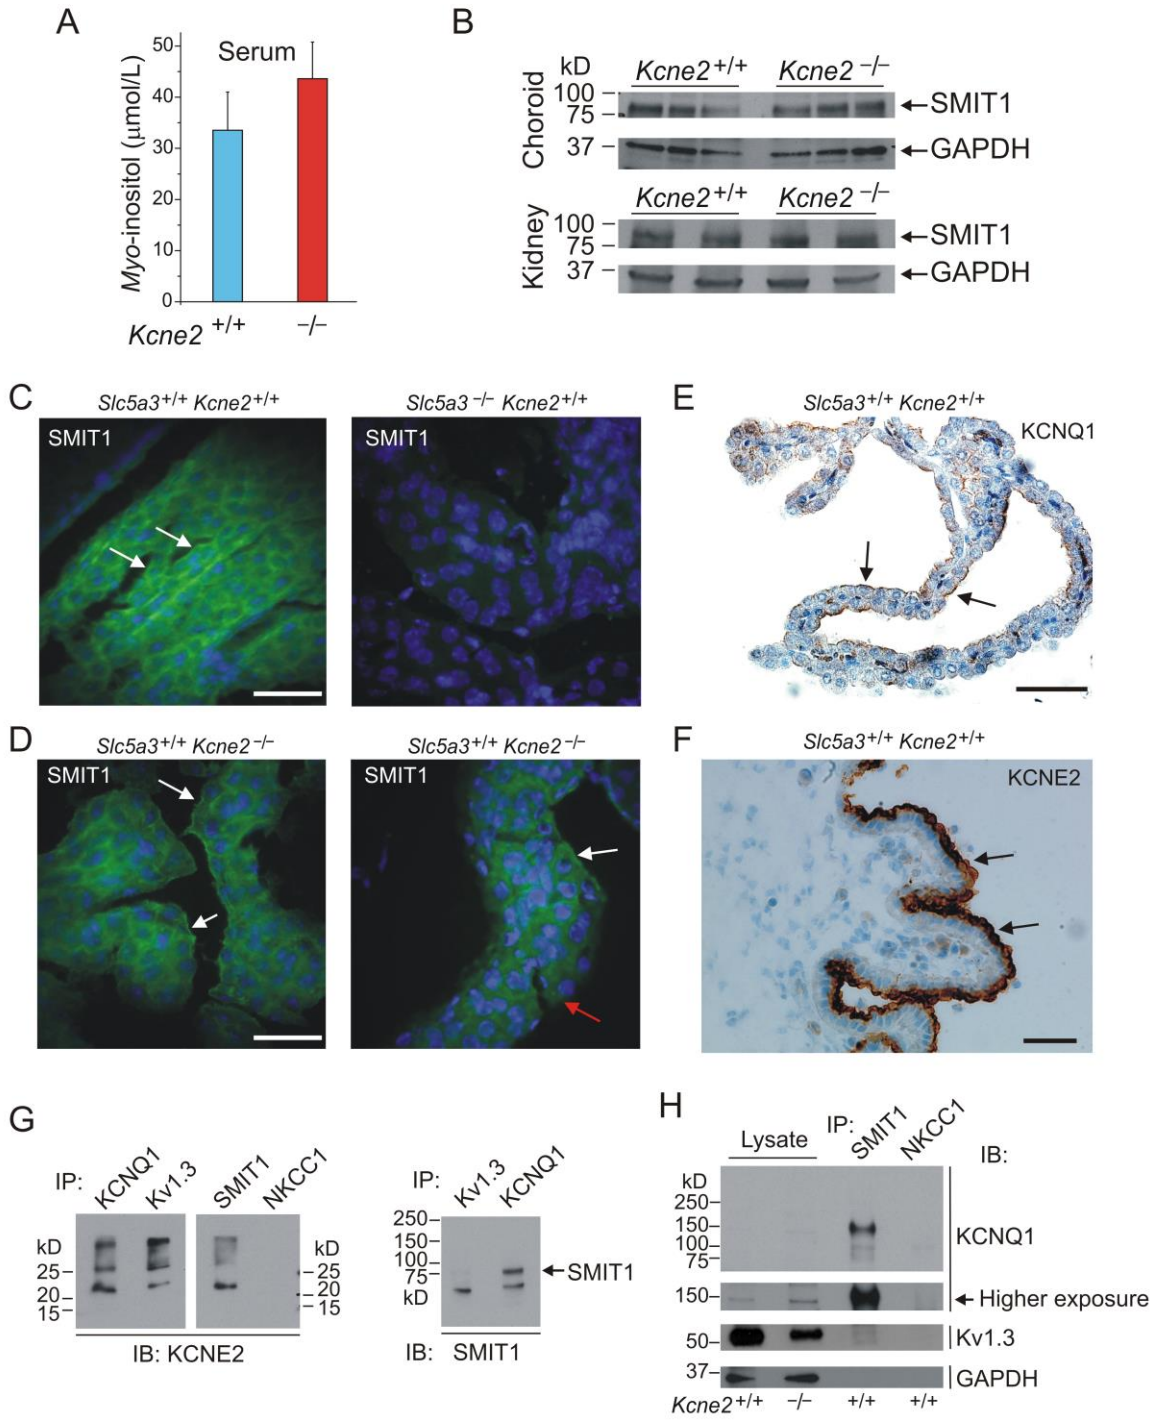 A
Serum
Myo-inositol (μmol/L)
50
40
30
20
10
0
Kcne2 +/+ –/–
B
Choroid
kD
Kcne2 +/+ Kcne2 –/–
100
75
SMIT1
37
GAPDH
Kidney
Kcne2 +/+ Kcne2 –/–
100
75
SMIT1
37
GAPDH
C
Slc5a3+/+ Kcne2+/+
SMIT1
Slc5a3 –/– Kcne2+/+
SMIT1
D
Slc5a3+/+ Kcne2 –/–
SMIT1
Slc5a3+/+ Kcne2 –/–
SMIT1
E
Slc5a3+/+ Kcne2+/+
KCNQ1
F
Slc5a3+/+ Kcne2+/+
KCNE2
G
IP: KCNQ1 Kv1.3 SMIT1 NKCC1
kD
25
20
15
kD
25
20
15
IB: KCNE2
IP: Kv1.3 KCNQ1
250
150
100
75
kD
SMIT1
IB: SMIT1
H
Lysate
IP: SMIT1 NKCC1
IB:
kD
250
150
100
75
KCNQ1
150
Higher exposure
50
Kv1.3
37
GAPDH
Kcne2 +/+ –/– +/+ +/+